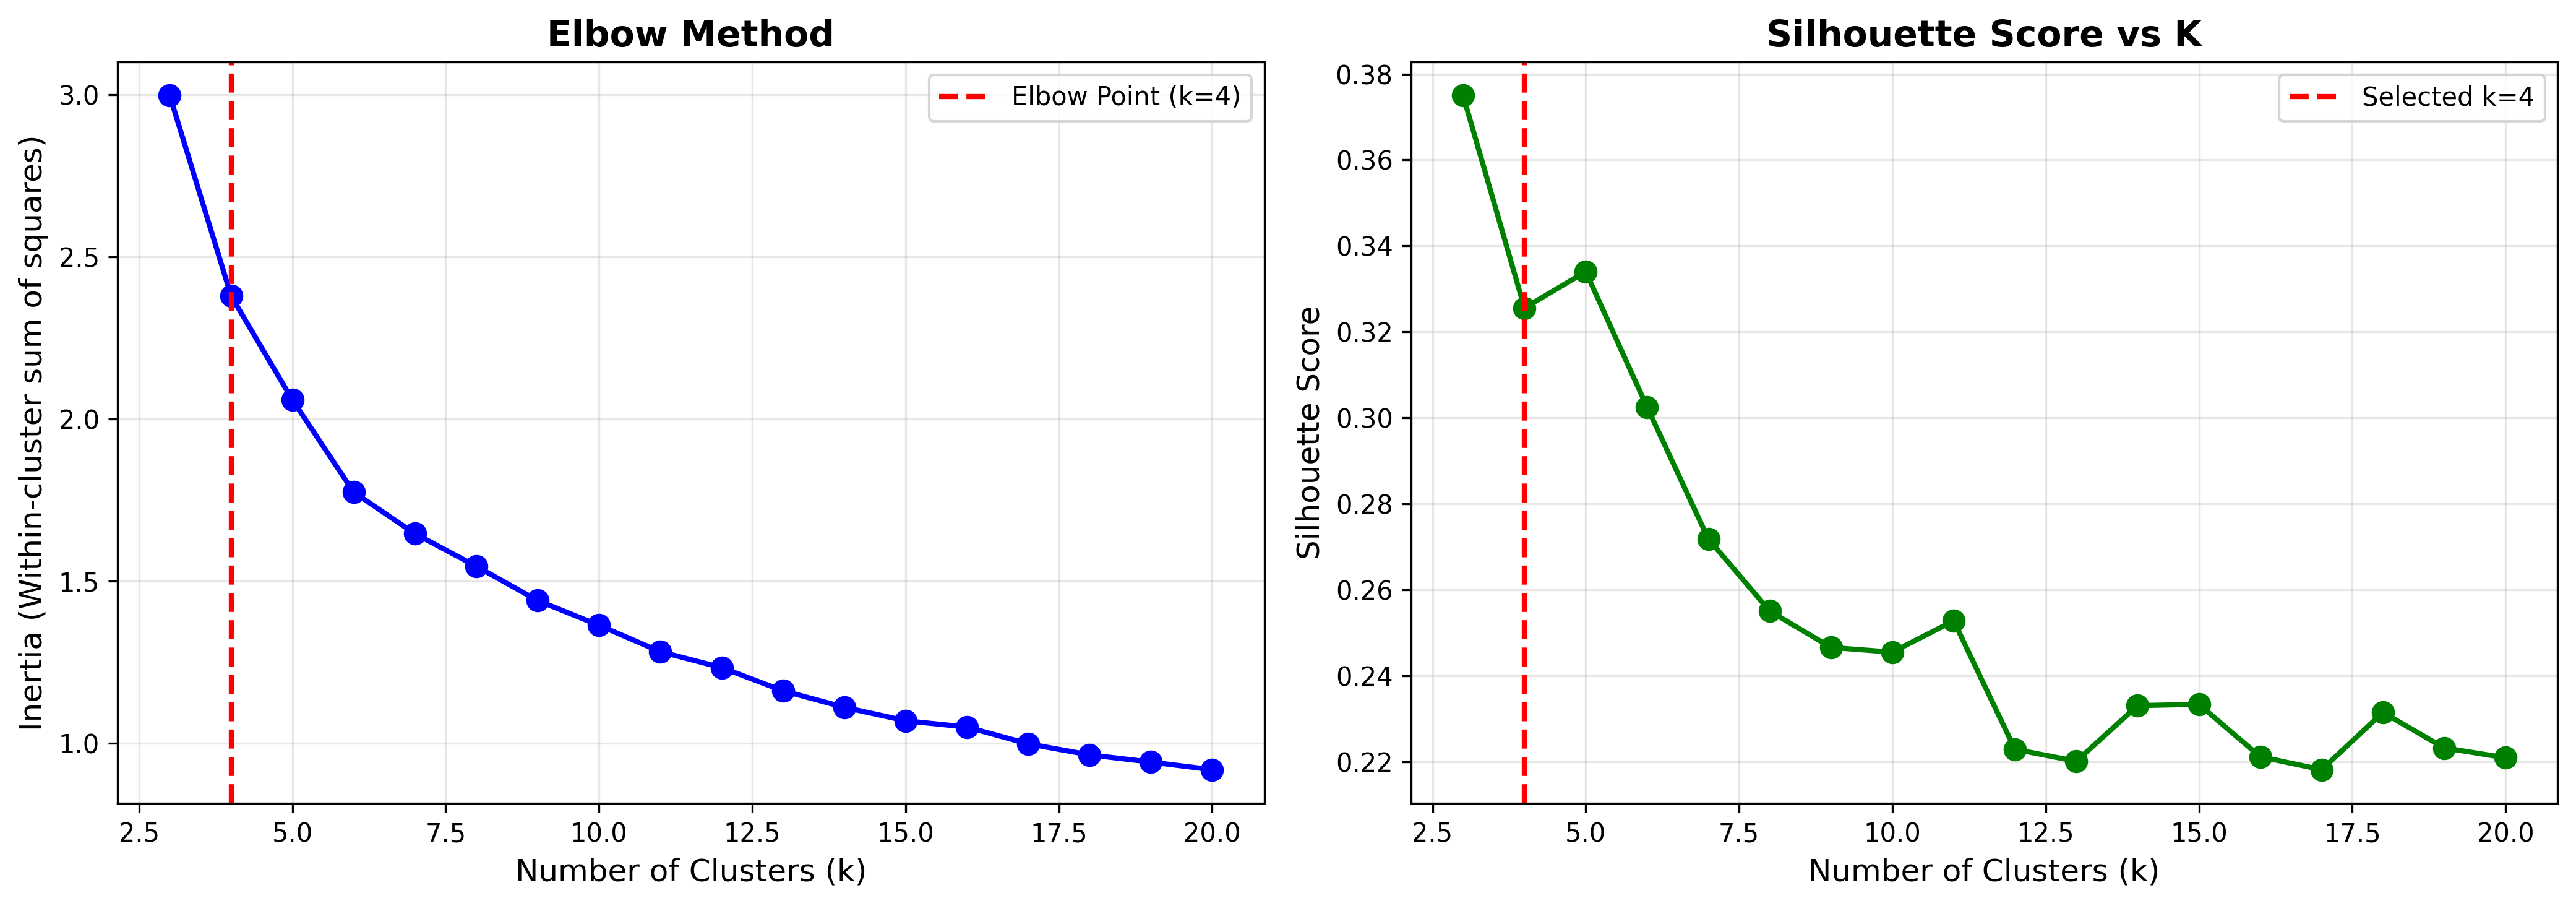 Elbow Method
Elbow Point (k=4)
Inertia (Within-cluster sum of squares)
3.0
2.5
2.0
1.5
1.0
2.5 5.0 7.5 10.0 12.5 15.0 17.5 20.0
Number of Clusters (k)
Silhouette Score vs K
Selected k=4
Silhouette Score
0.38
0.36
0.34
0.32
0.30
0.28
0.26
0.24
0.22
2.5 5.0 7.5 10.0 12.5 15.0 17.5 20.0
Number of Clusters (k)